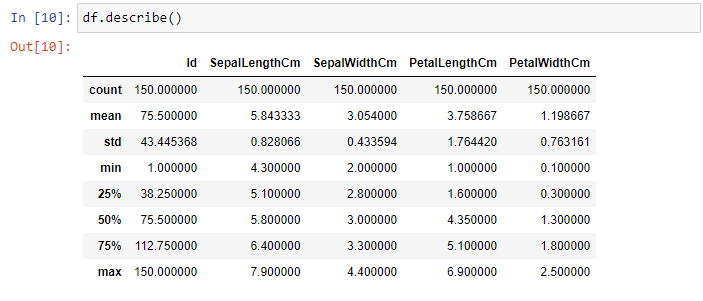 In [10]: df.describe()
Out[10]:
Id SepalLengthCm SepalWidthCm PetalLengthCm PetalWidthCm
count 150.000000 150.000000 150.000000 150.000000 150.000000
mean 75.500000 5.843333 3.054000 3.758667 1.198667
std 43.445368 0.828066 0.433594 1.764420 0.763161
min 1.000000 4.300000 2.000000 1.000000 0.100000
25% 38.250000 5.100000 2.800000 1.600000 0.300000
50% 75.500000 5.800000 3.000000 4.350000 1.300000
75% 112.750000 6.400000 3.300000 5.100000 1.800000
max 150.000000 7.900000 4.400000 6.900000 2.500000